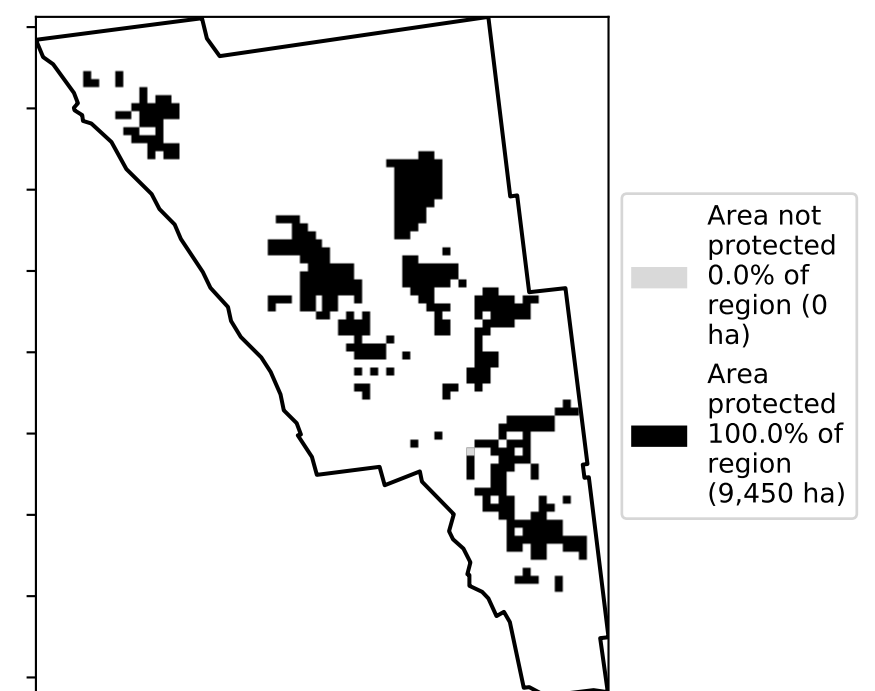 Area not
protected
0.0% of
region (0
ha)
Area
protected
100.0% of
region
(9,450 ha)